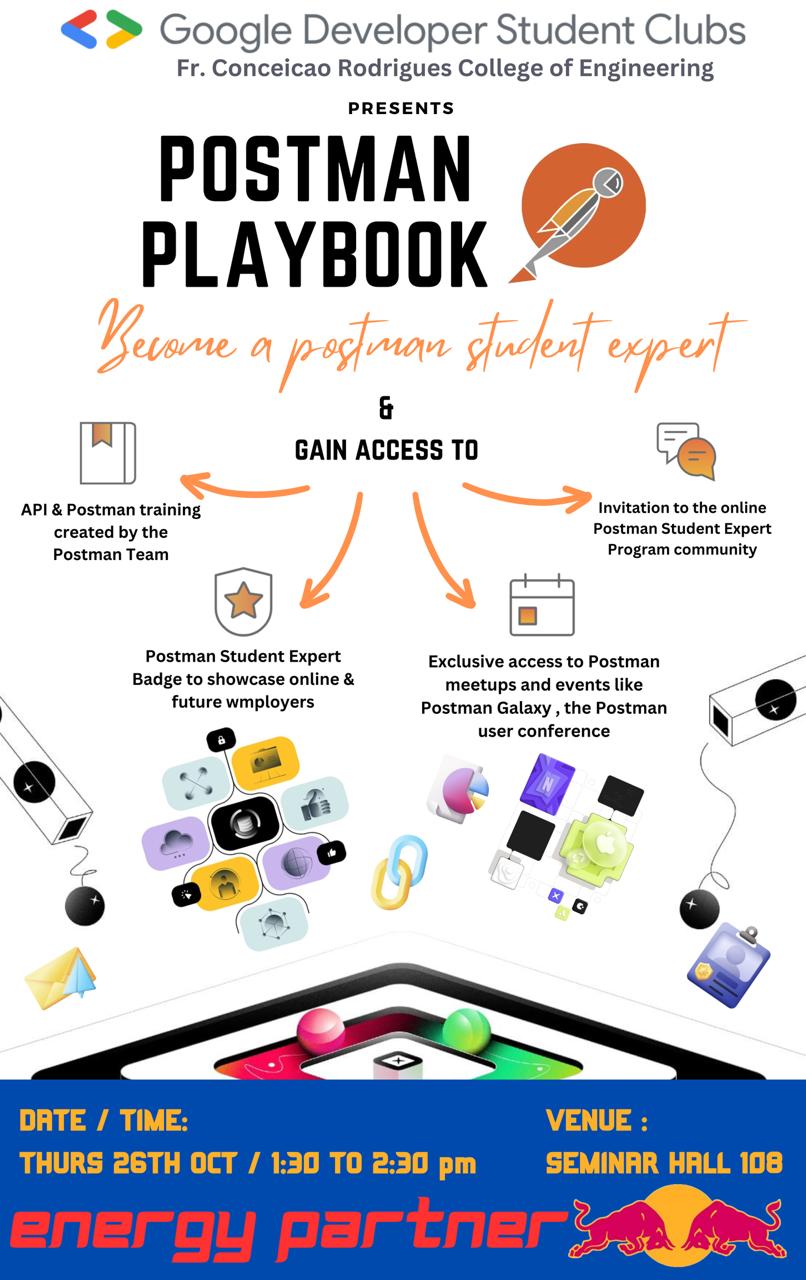 Google Developer Student Clubs
Fr. Conceicao Rodrigues College of Engineering
PRESENTS
POSTMAN
PLAYBOOK
Become a postman student expert
&
GAIN ACCESS TO
API & Postman training
created by the
Postman Team
Invitation to the online
Postman Student Expert
Program community
Postman Student Expert
Badge to showcase online &
future wmployers
Exclusive access to Postman
meetups and events like
Postman Galaxy , the Postman
user conference
N
DATE / TIME:
THURS 26TH OCT / 1:30 TO 2:30 pm
VENUE :
SEMINAR HALL 108
energy partner